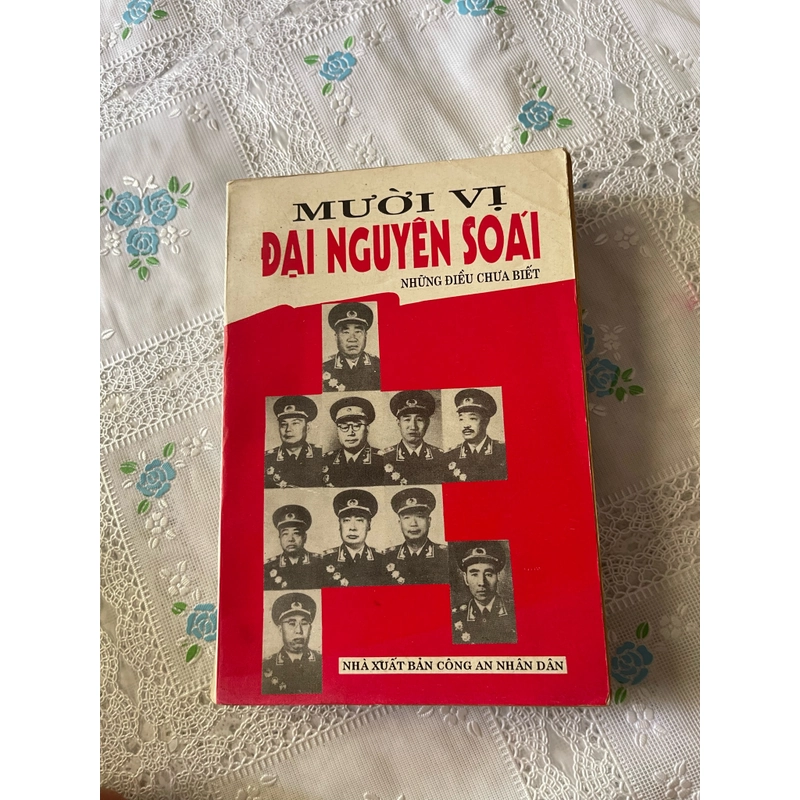 MƯỜI VỊ
ĐẠI NGUYÊN SOÁI
NHỮNG ĐIỀU CHƯA BIẾT
NHÀ XUẤT BẢN CÔNG AN NHÂN DÂN